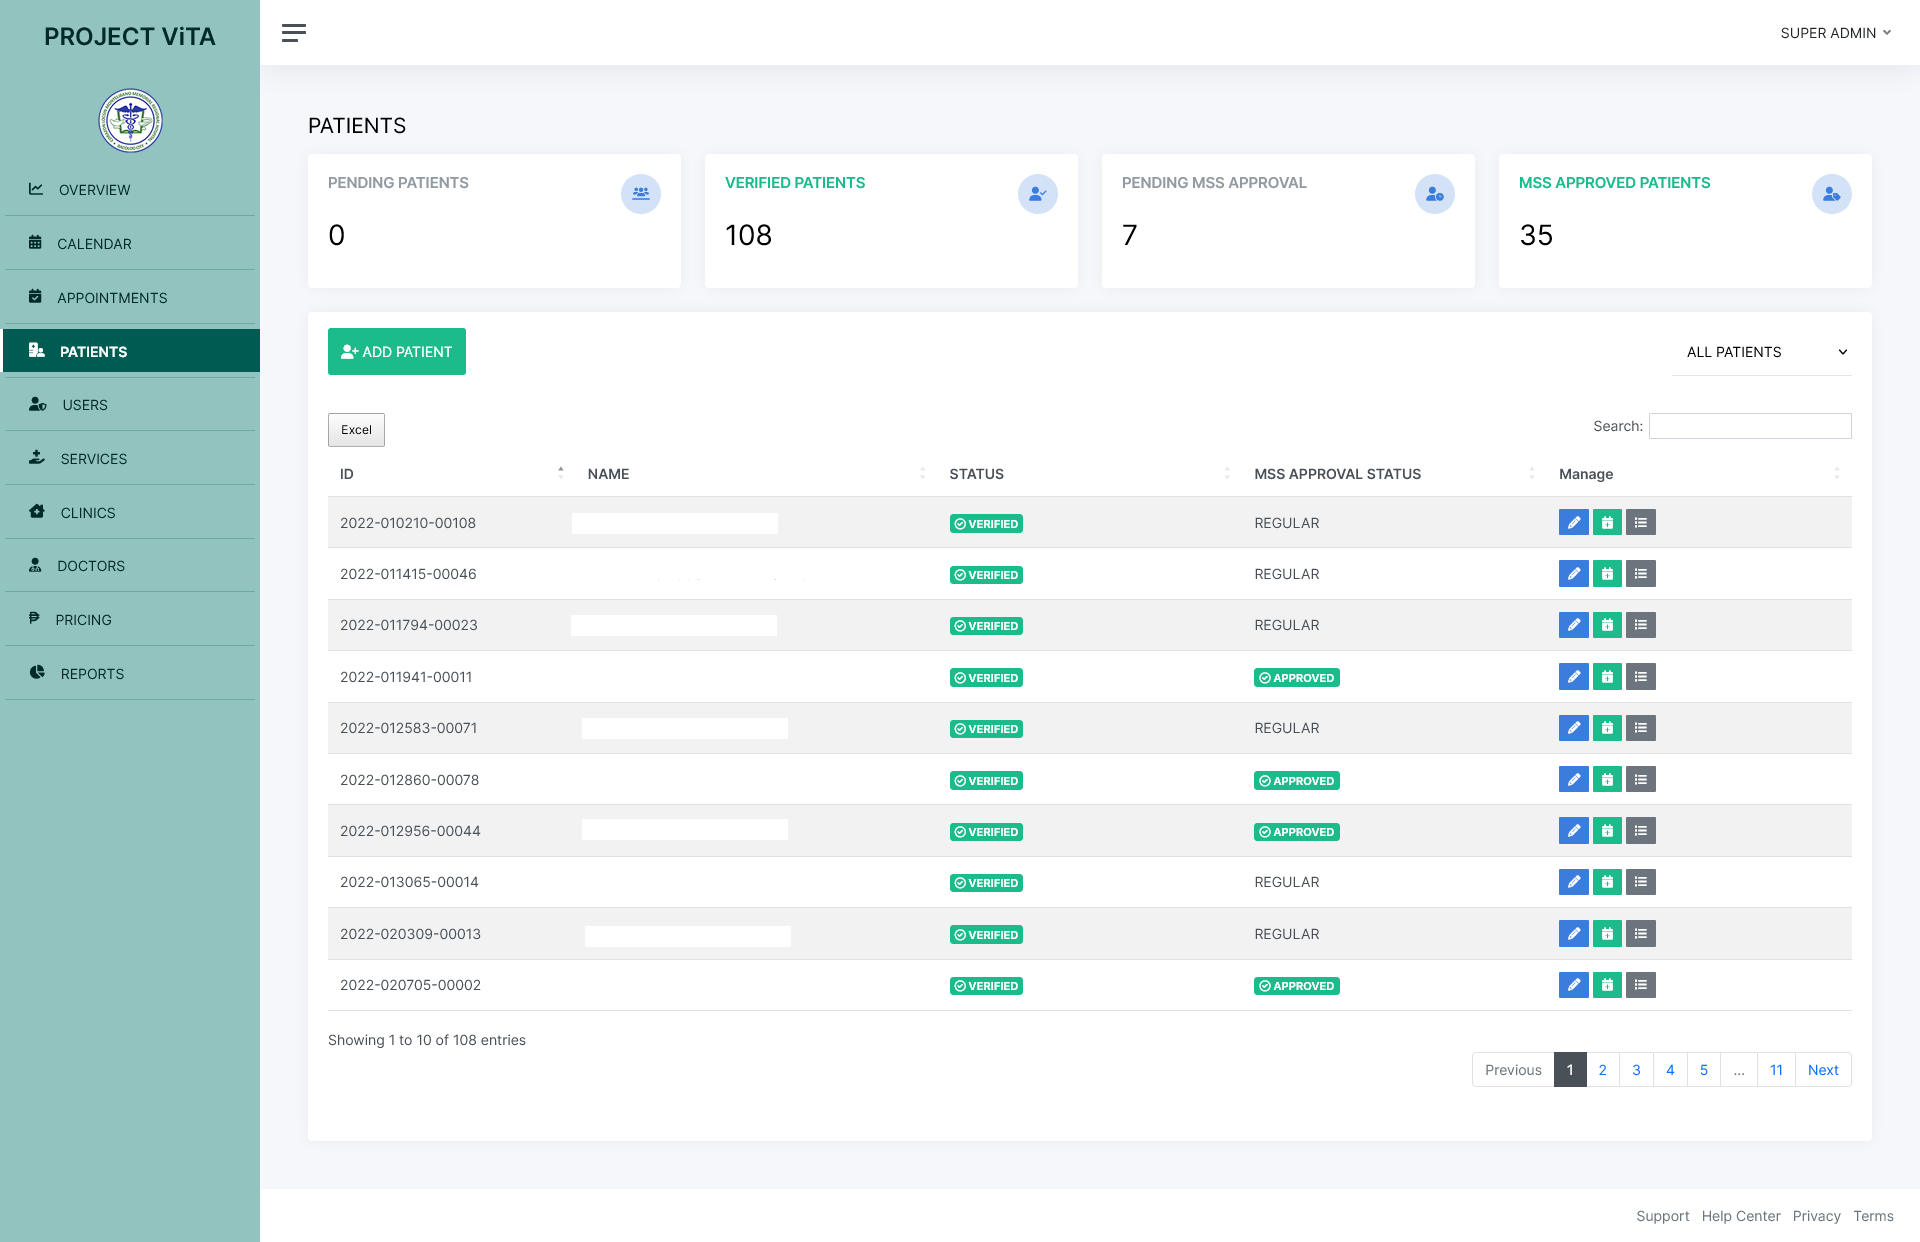 PROJECT ViTA
SUPER ADMIN
OVERVIEW
CALENDAR
APPOINTMENTS
PATIENTS
USERS
SERVICES
CLINICS
DOCTORS
PRICING
REPORTS
PATIENTS
PENDING PATIENTS
0
VERIFIED PATIENTS
108
PENDING MSS APPROVAL
7
MSS APPROVED PATIENTS
35
ADD PATIENT
ALL PATIENTS
Excel
Search:
ID NAME STATUS MSS APPROVAL STATUS Manage
2022-010210-00108 VERIFIED REGULAR
2022-011415-00046 VERIFIED REGULAR
2022-011794-00023 VERIFIED REGULAR
2022-011941-00011 VERIFIED APPROVED
2022-012583-00071 VERIFIED REGULAR
2022-012860-00078 VERIFIED APPROVED
2022-012956-00044 VERIFIED APPROVED
2022-013065-00014 VERIFIED REGULAR
2022-020309-00013 VERIFIED REGULAR
2022-020705-00002 VERIFIED APPROVED
Showing 1 to 10 of 108 entries
Previous 1 2 3 4 5 ... 11 Next
Support Help Center Privacy Terms